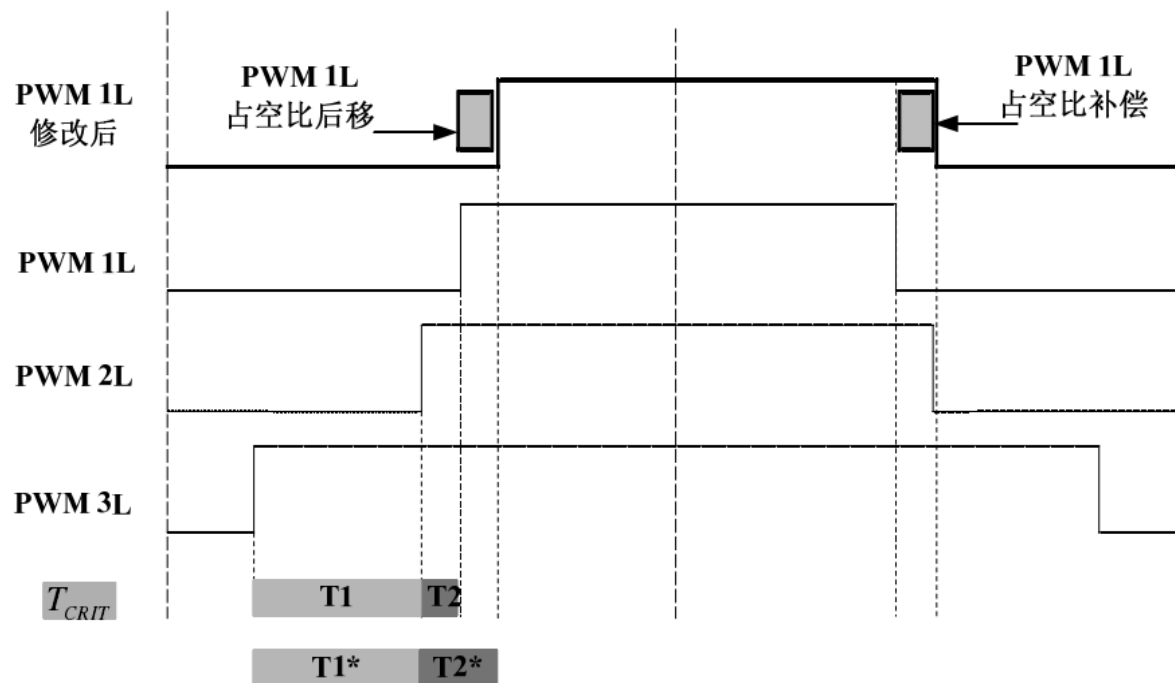 PWM 1L
修改后
PWM 1L
占空比后移
PWM 1L
占空比补偿
PWM 1L
PWM 2L
PWM 3L
T_CRIT
T1
T2
T1*
T2*